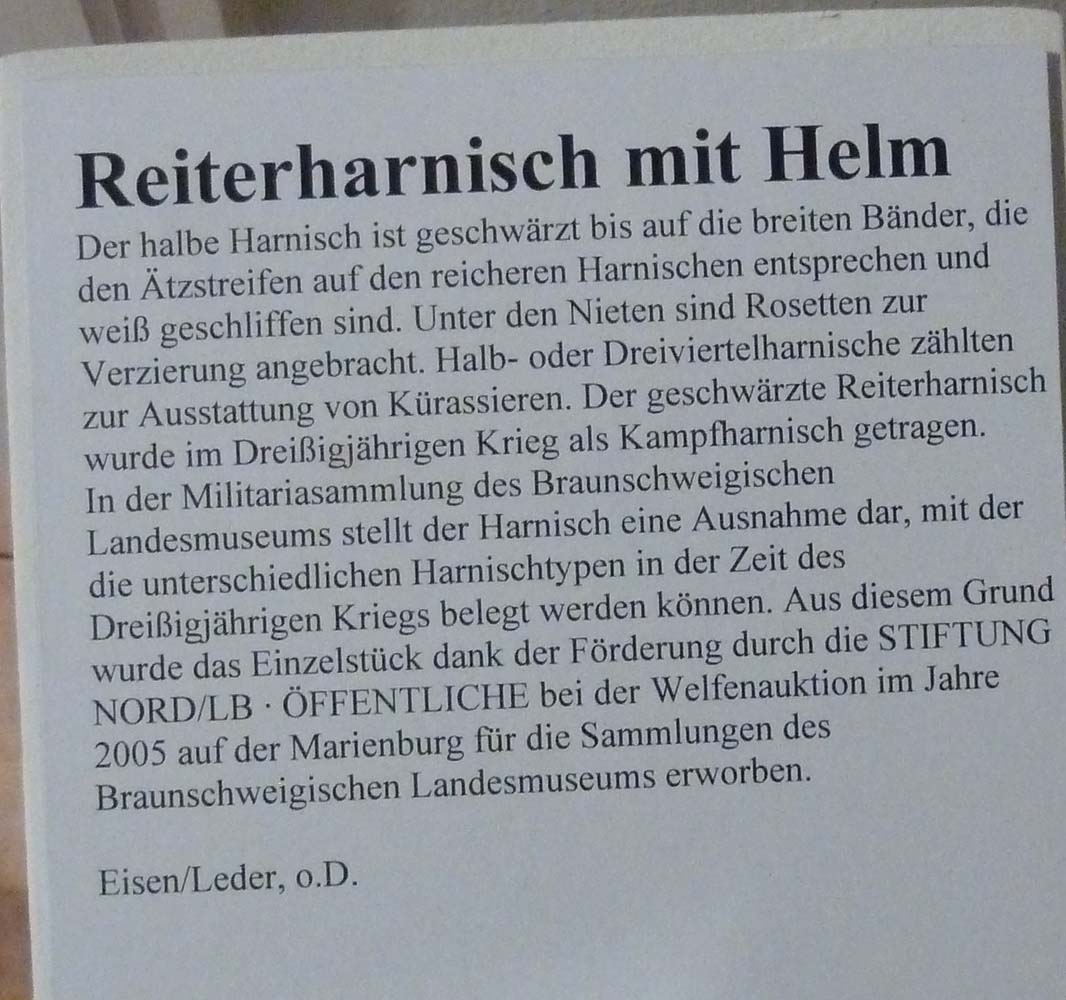 Reiterharnisch mit Helm
Der halbe Harnisch ist geschwärzt bis auf die breiten Bänder, die
den Ätzstreifen auf den reicheren Harnischen entsprechen und
weiß geschliffen sind. Unter den Nieten sind Rosetten zur
Verzierung angebracht. Halb- oder Dreiviertelharnische zählten
zur Ausstattung von Kürassieren. Der geschwärzte Reiterharnisch
wurde im Dreißigjährigen Krieg als Kampfharnisch getragen.
In der Militariasammlung des Braunschweigischen
Landesmuseums stellt der Harnisch eine Ausnahme dar, mit der
die unterschiedlichen Harnischtypen in der Zeit des
Dreißigjährigen Kriegs belegt werden können. Aus diesem Grund
wurde das Einzelstück dank der Förderung durch die STIFTUNG
NORD/LB · ÖFFENTLICHE bei der Welfenauktion im Jahre
2005 auf der Marienburg für die Sammlungen des
Braunschweigischen Landesmuseums erworben.
Eisen/Leder, o.D.